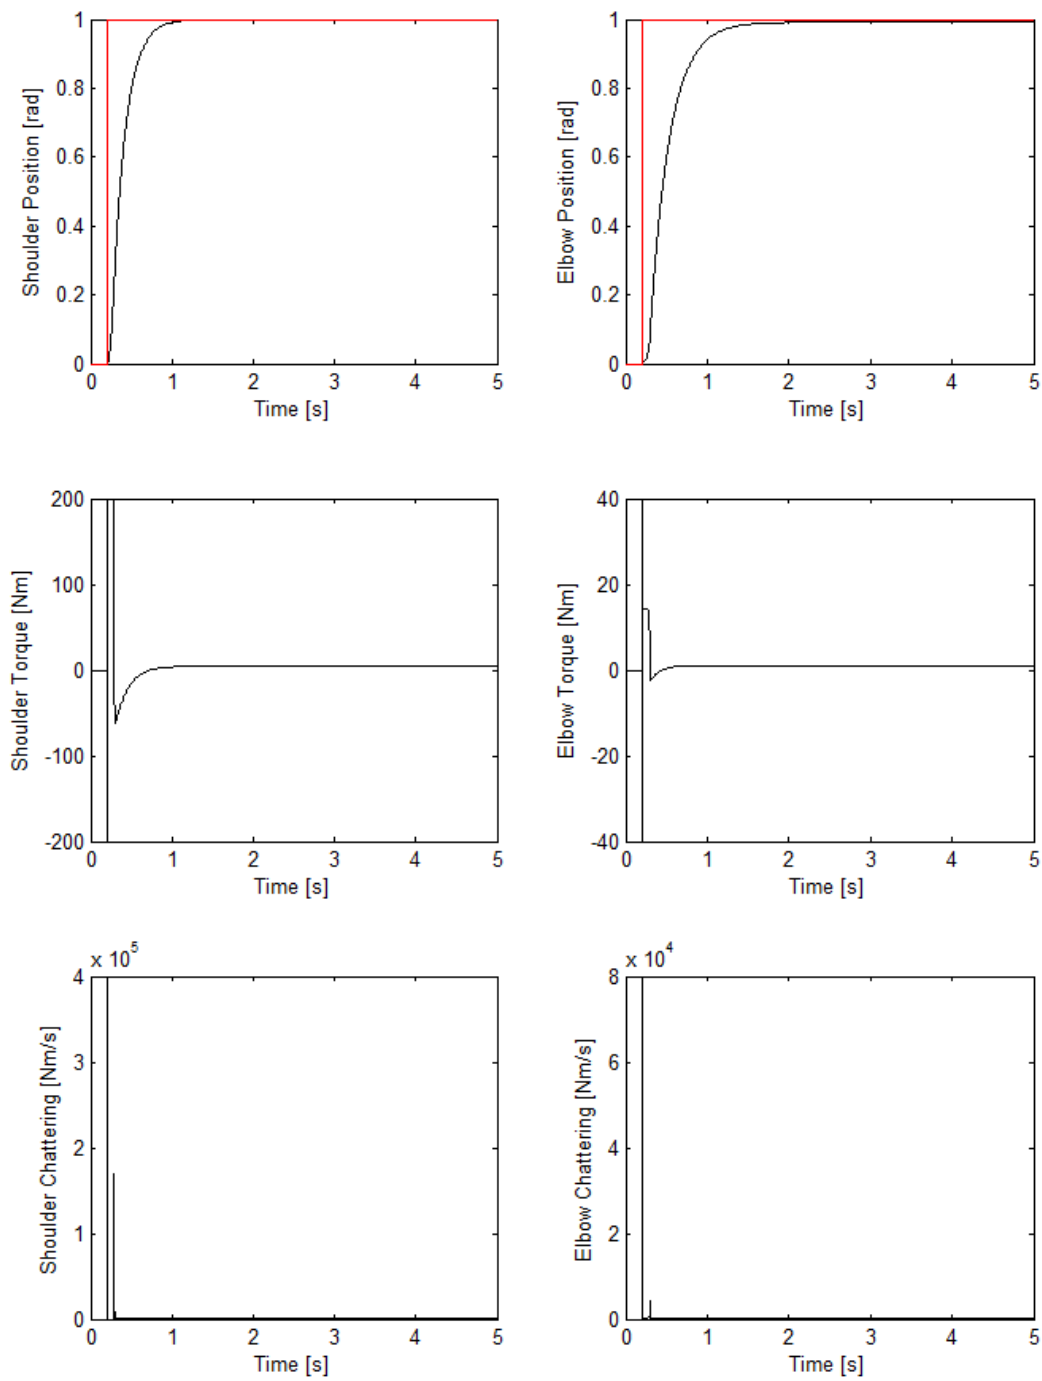 1
0.8
0.6
0.4
0.2
0
Shoulder Position [rad]
0 1 2 3 4 5
Time [s]
1
0.8
0.6
0.4
0.2
0
Elbow Position [rad]
0 1 2 3 4 5
Time [s]
200
100
0
-100
-200
Shoulder Torque [Nm]
0 1 2 3 4 5
Time [s]
40
20
0
-20
-40
Elbow Torque [Nm]
0 1 2 3 4 5
Time [s]
x 10^5
4
3
2
1
0
Shoulder Chattering [Nm/s]
0 1 2 3 4 5
Time [s]
x 10^4
8
6
4
2
0
Elbow Chattering [Nm/s]
0 1 2 3 4 5
Time [s]